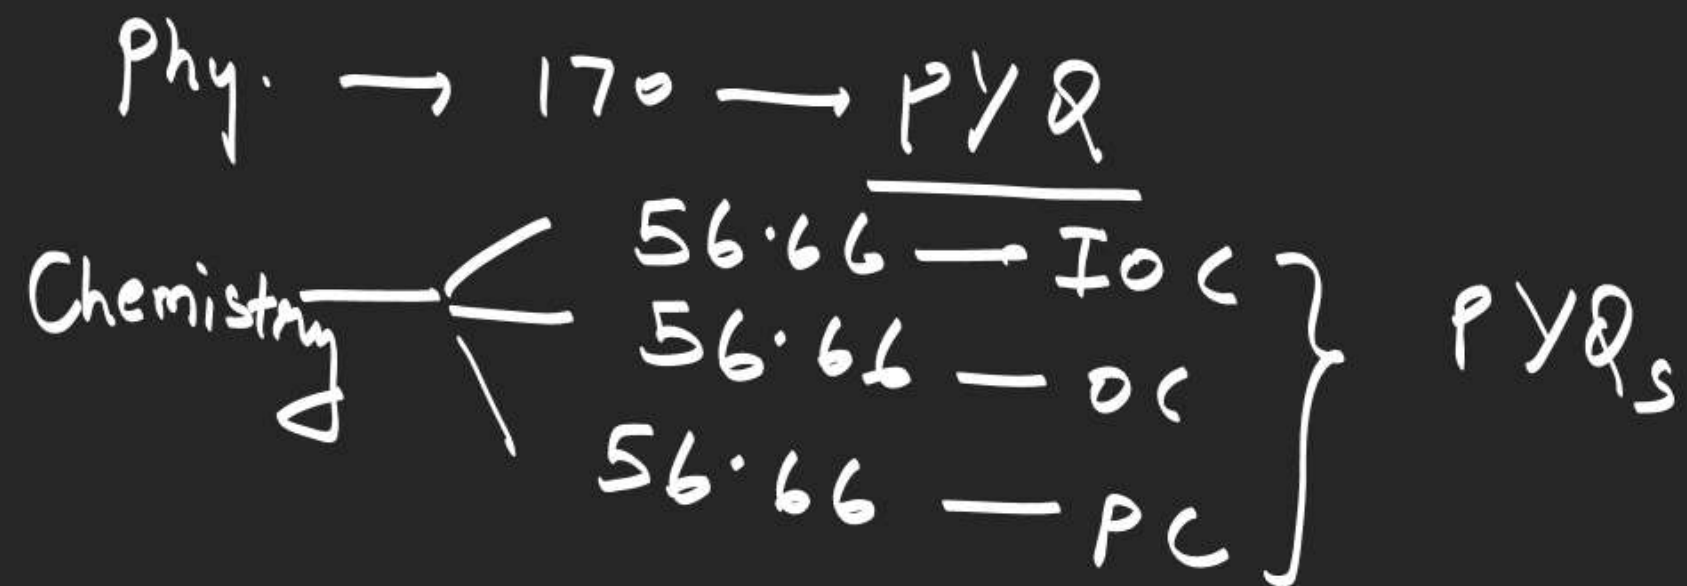 Phy. → 170 → PYQ
56.66 — IOC
Chemistry 56.66 — OC } PYQs
56.66 — PC